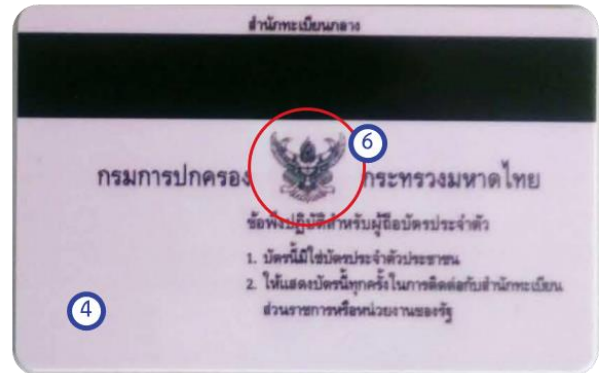 สำนักทะเบียนกลาง
6
กรมการปกครอง กระทรวงมหาดไทย
ข้อพึงปฏิบัติสำหรับผู้ถือบัตรประจำตัว
1. บัตรนี้มิใช่บัตรประจำตัวประชาชน
2. ให้แสดงบัตรนี้ทุกครั้งในการติดต่อกับสำนักทะเบียน
ส่วนราชการหรือหน่วยงานของรัฐ
4